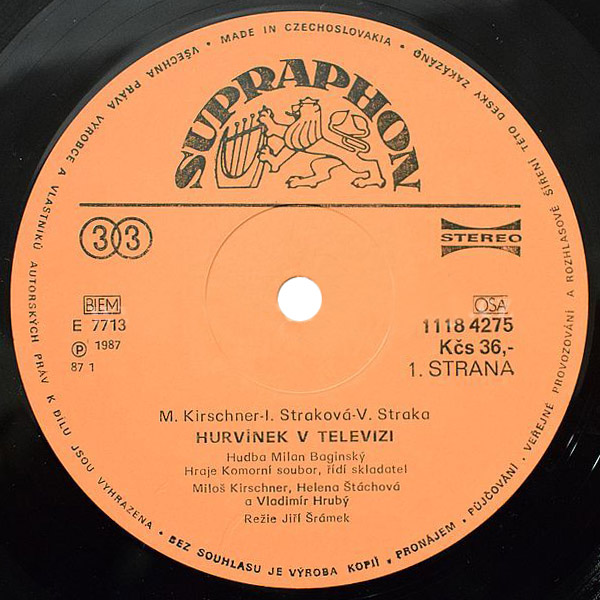 VŠECHNA PRÁVA VÝROBCE A VLASTNÍKŮ AUTORSKÝCH PRÁV K DÍLU JSOU VYHRAZENA • BEZ SOUHLASU JE VÝROBA KOPIÍ, PRONÁJEM, PŮJČOVÁNÍ • VEŘEJNÉ PROVOZOVÁNÍ A ROZHLASOVÉ ŠÍŘENÍ TÉTO DESKY ZAKÁZÁNO
• MADE IN CZECHOSLOVAKIA •
SUPRAPHON
33
STEREO
BIEM
E 7713
Ⓟ 1987
87 1
OSA
1118 4275
Kčs 36,-
1. STRANA
M. Kirschner-I. Straková-V. Straka
HURVÍNEK V TELEVIZI
Hudba Milan Baginský
Hraje Komorní soubor, řídí skladatel
Miloš Kirschner, Helena Štáchová
a Vladimír Hrubý
Režie Jiří Šrámek